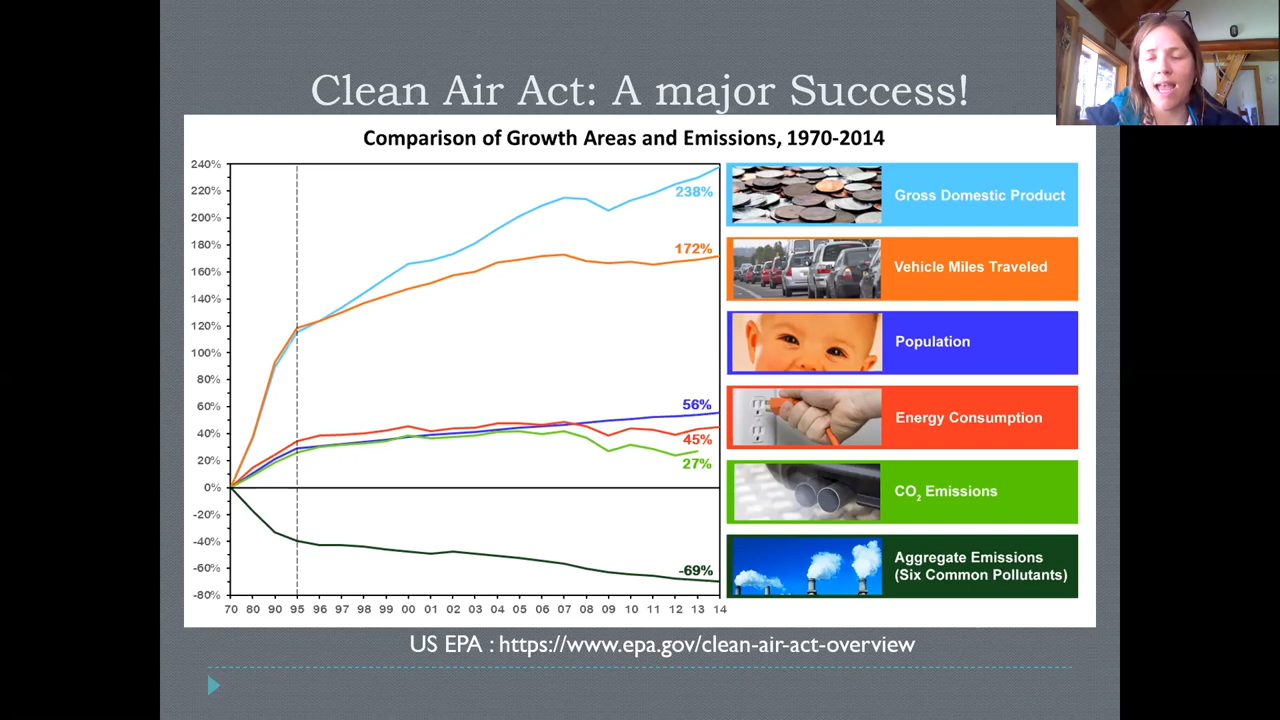 Clean Air Act: A major Success!
Comparison of Growth Areas and Emissions, 1970-2014
240%
220%
200%
180%
160%
140%
120%
100%
80%
60%
40%
20%
0%
-20%
-40%
-60%
-80%
238%
172%
56%
45%
27%
-69%
70 80 90 95 96 97 98 99 00 01 02 03 04 05 06 07 08 09 10 11 12 13 14
Gross Domestic Product
Vehicle Miles Traveled
Population
Energy Consumption
CO2 Emissions
Aggregate Emissions
(Six Common Pollutants)
US EPA : https://www.epa.gov/clean-air-act-overview